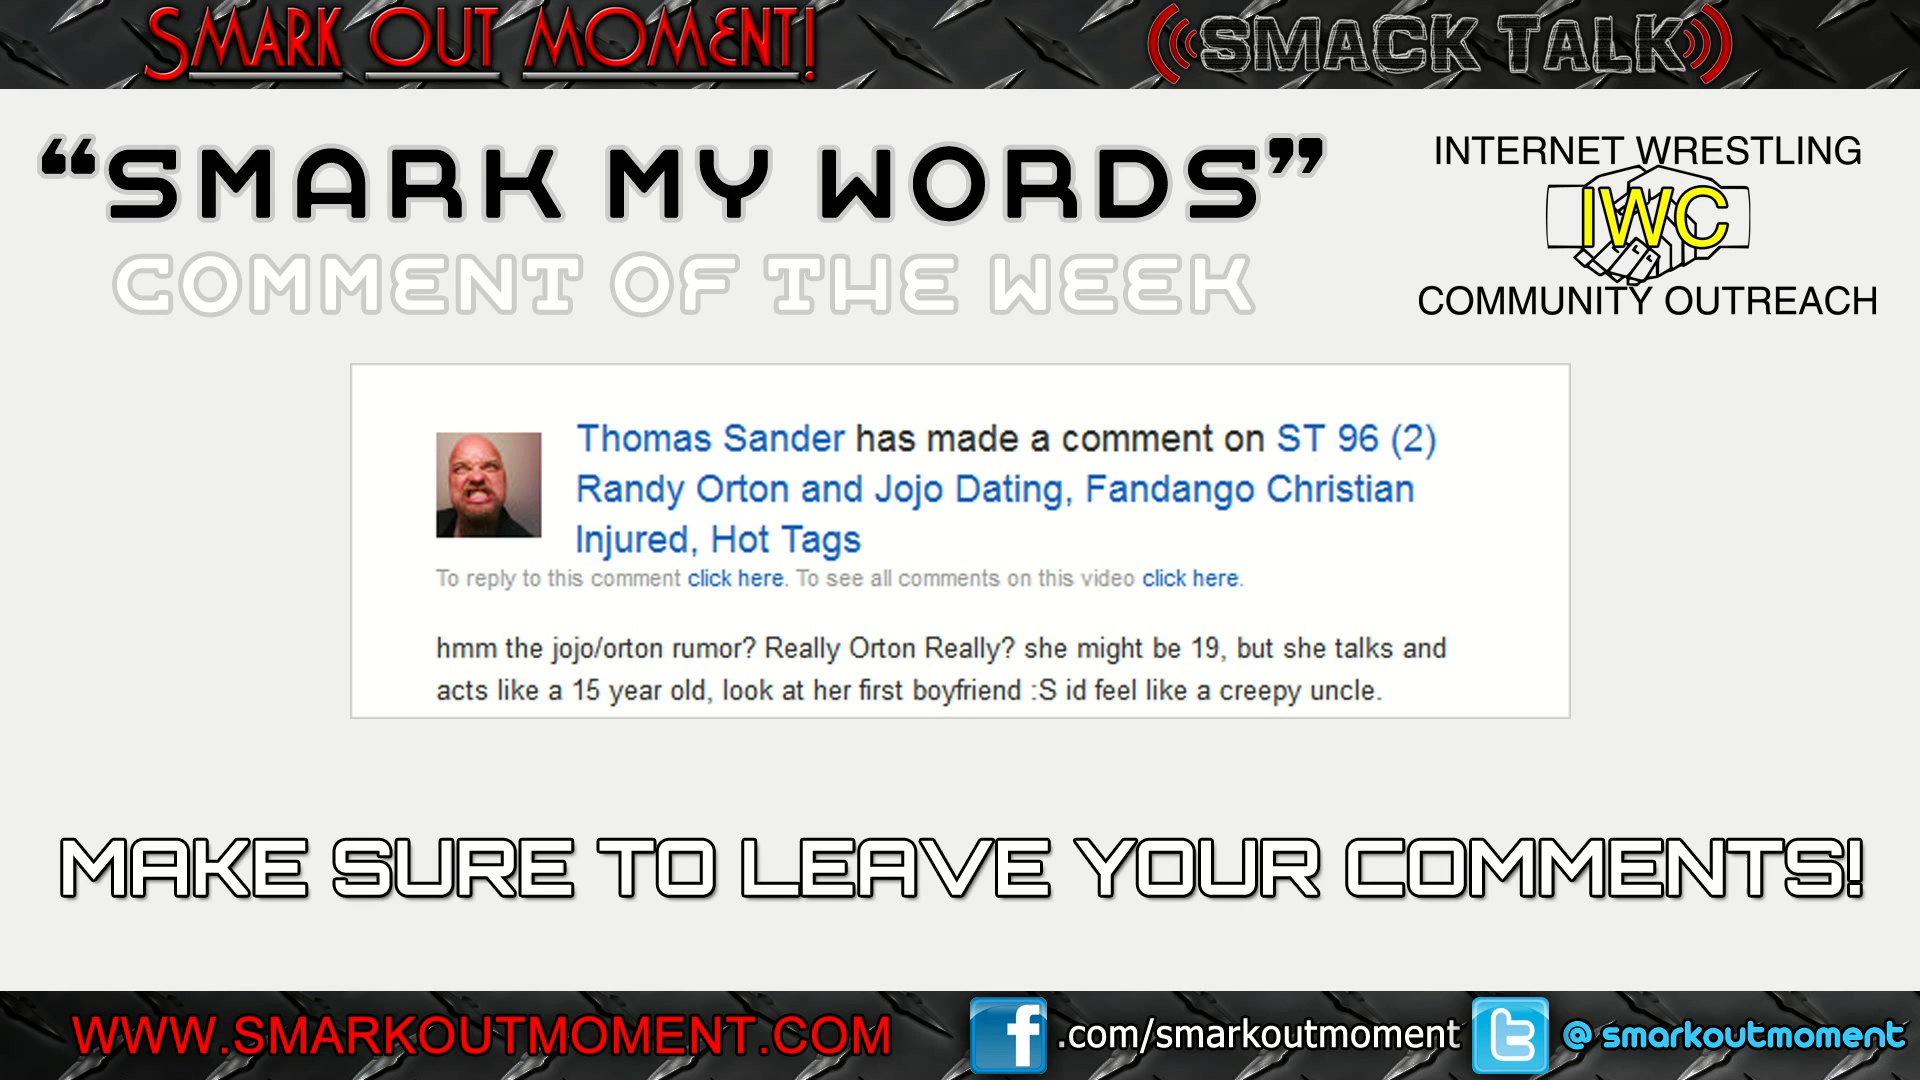 SMARK OUT MOMENT!
SMACK TALK
“SMARK MY WORDS”
COMMENT OF THE WEEK
INTERNET WRESTLING
IWC
COMMUNITY OUTREACH
Thomas Sander has made a comment on ST 96 (2)
Randy Orton and Jojo Dating, Fandango Christian
Injured, Hot Tags
To reply to this comment click here. To see all comments on this video click here.
hmm the jojo/orton rumor? Really Orton Really? she might be 19, but she talks and
acts like a 15 year old, look at her first boyfriend :S id feel like a creepy uncle.
MAKE SURE TO LEAVE YOUR COMMENTS!
WWW.SMARKOUTMOMENT.COM
f .com/smarkoutmoment
t @smarkoutmoment